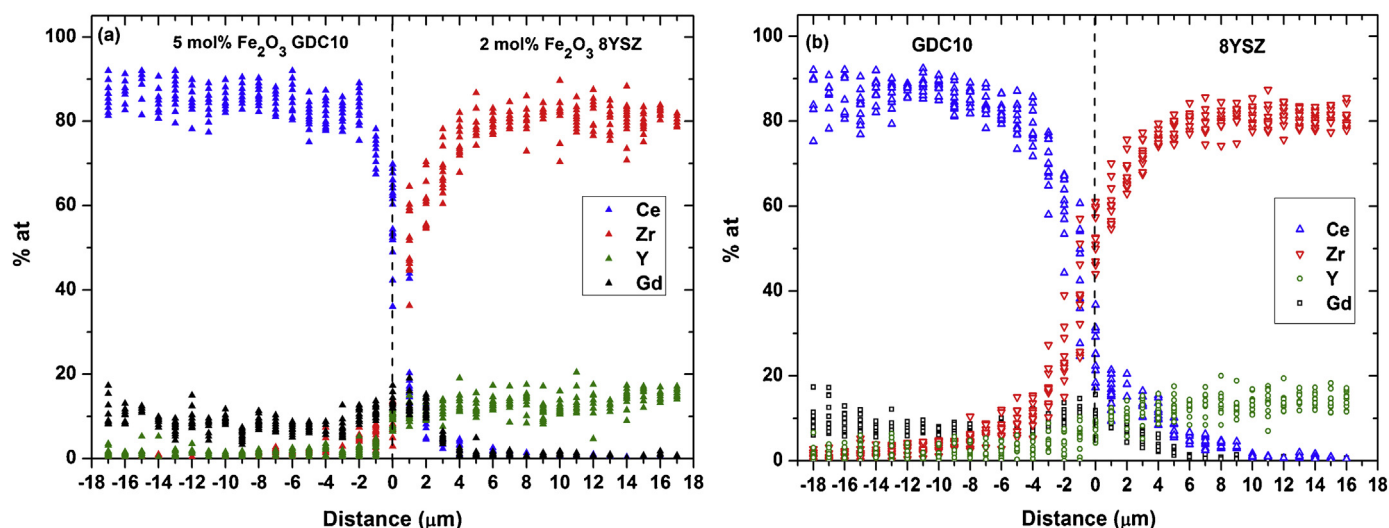 (a)
5 mol% Fe₂O₃ GDC10
2 mol% Fe₂O₃ 8YSZ
100
80
60
40
20
0
% at
Ce
Zr
Y
Gd
-18 -16 -14 -12 -10 -8 -6 -4 -2 0 2 4 6 8 10 12 14 16 18
Distance (μm)
(b)
GDC10
8YSZ
100
80
60
40
20
0
% at
Ce
Zr
Y
Gd
-18 -16 -14 -12 -10 -8 -6 -4 -2 0 2 4 6 8 10 12 14 16 18
Distance (μm)